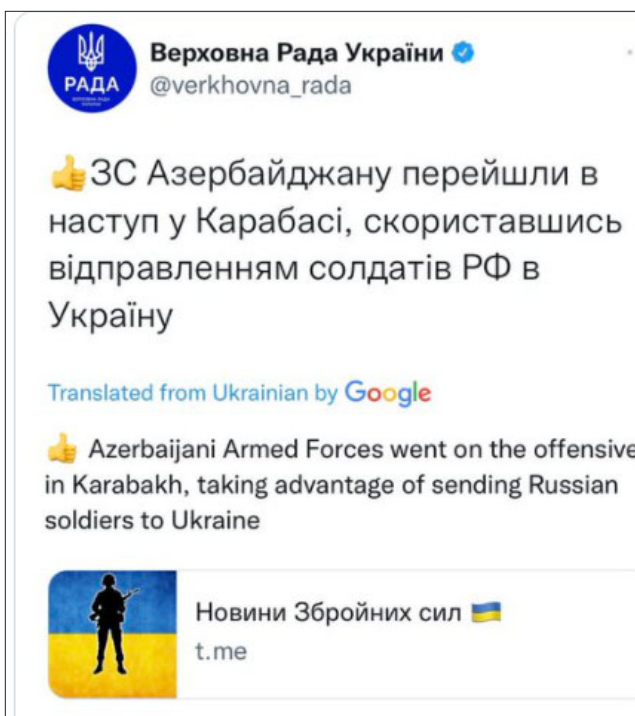 Верховна Рада України
РАДА
@verkhovna_rada
👍ЗС Азербайджану перейшли в
наступ у Карабасі, скориставшись
відправленням солдатів РФ в
Україну
Translated from Ukrainian by Google
👍 Azerbaijani Armed Forces went on the offensive
in Karabakh, taking advantage of sending Russian
soldiers to Ukraine
Новини Збройних сил 🇺🇦
t.me